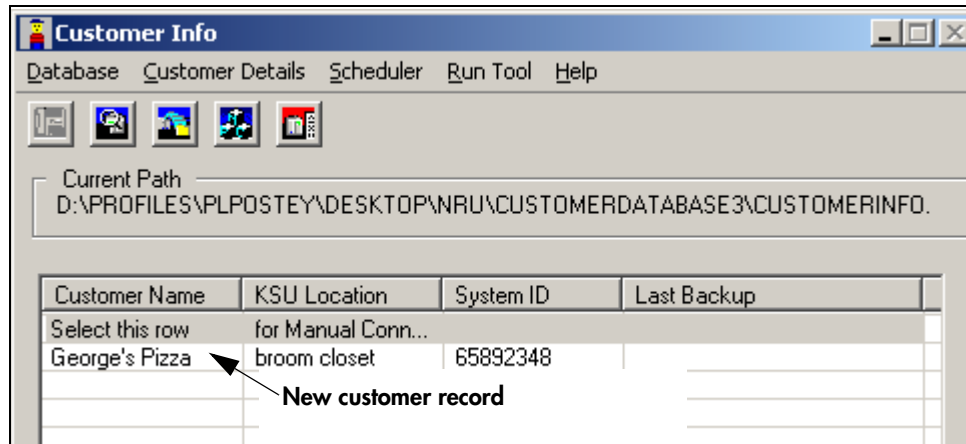 Customer Info
Database Customer Details Scheduler Run Tool Help
Current Path
D:\PROFILES\PLPOSTEY\DESKTOP\NRU\CUSTOMERDATABASE3\CUSTOMERINFO.
Customer Name KSU Location System ID Last Backup
Select this row for Manual Conn...
George's Pizza broom closet 65892348
New customer record